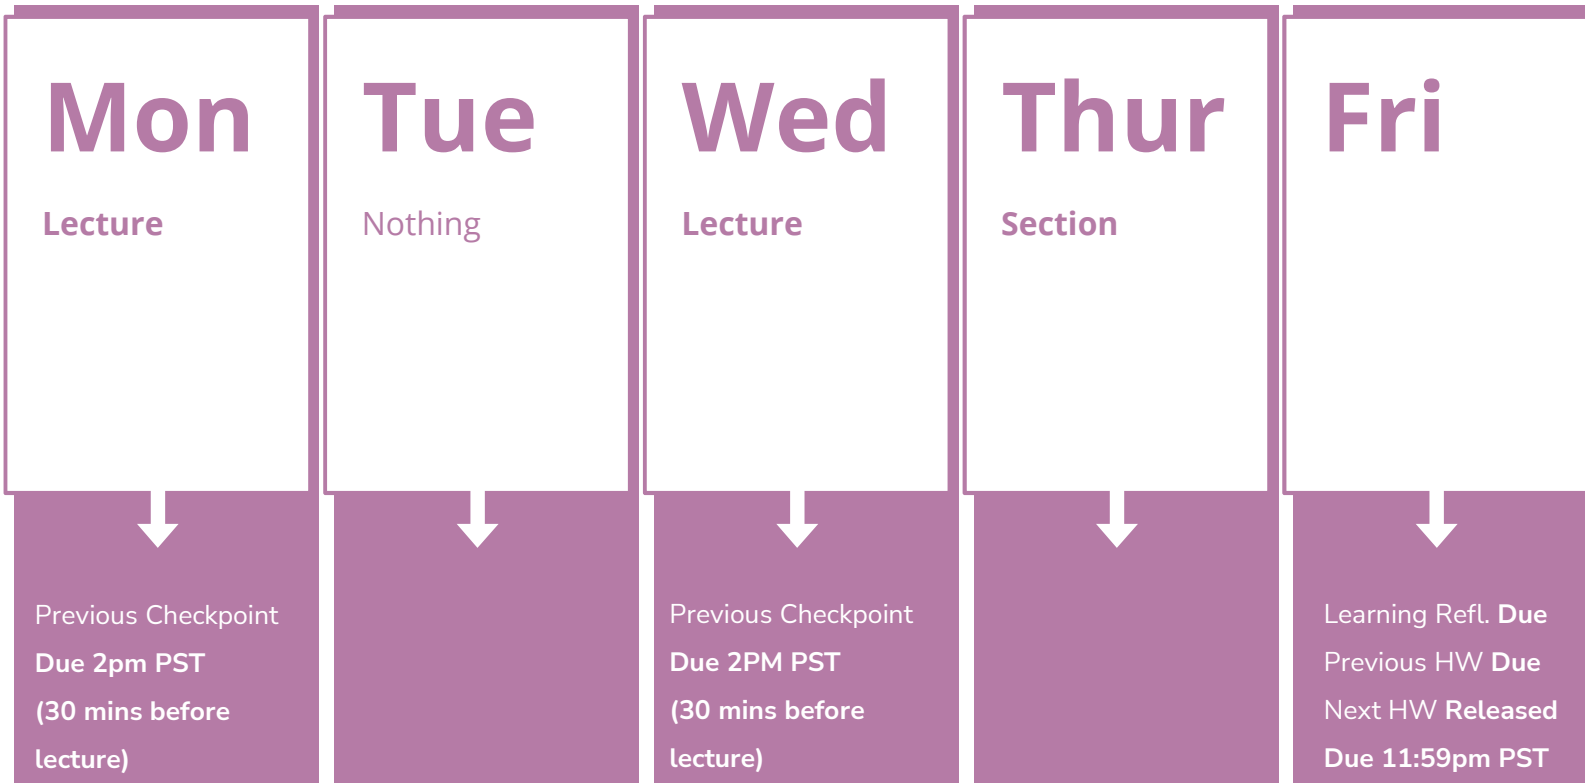 Mon
Lecture
Previous Checkpoint
Due 2pm PST
(30 mins before
lecture)
Tue
Nothing
Wed
Lecture
Previous Checkpoint
Due 2PM PST
(30 mins before
lecture)
Thur
Section
Fri
Learning Refl. Due
Previous HW Due
Next HW Released
Due 11:59pm PST